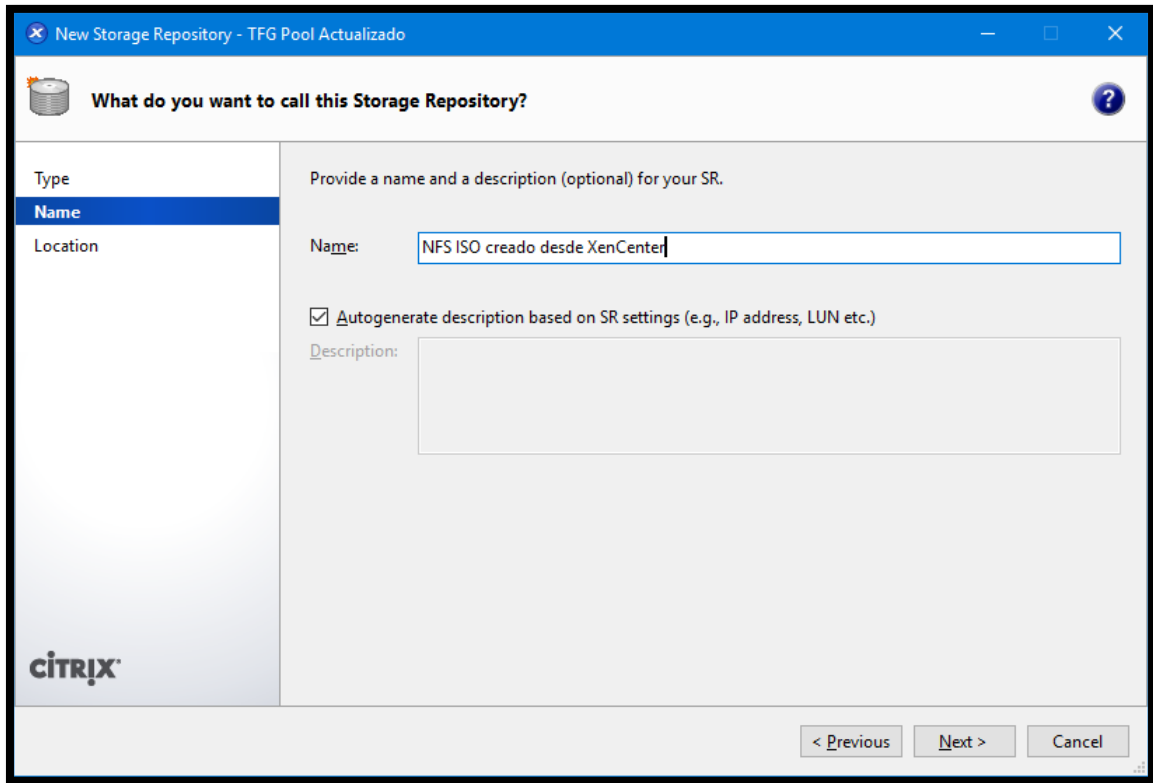 New Storage Repository - TFG Pool Actualizado
What do you want to call this Storage Repository?
?
Type
Name
Location
Provide a name and a description (optional) for your SR.
Name: NFS ISO creado desde XenCenter
Autogenerate description based on SR settings (e.g., IP address, LUN etc.)
Description:
CITRIX
< Previous Next > Cancel